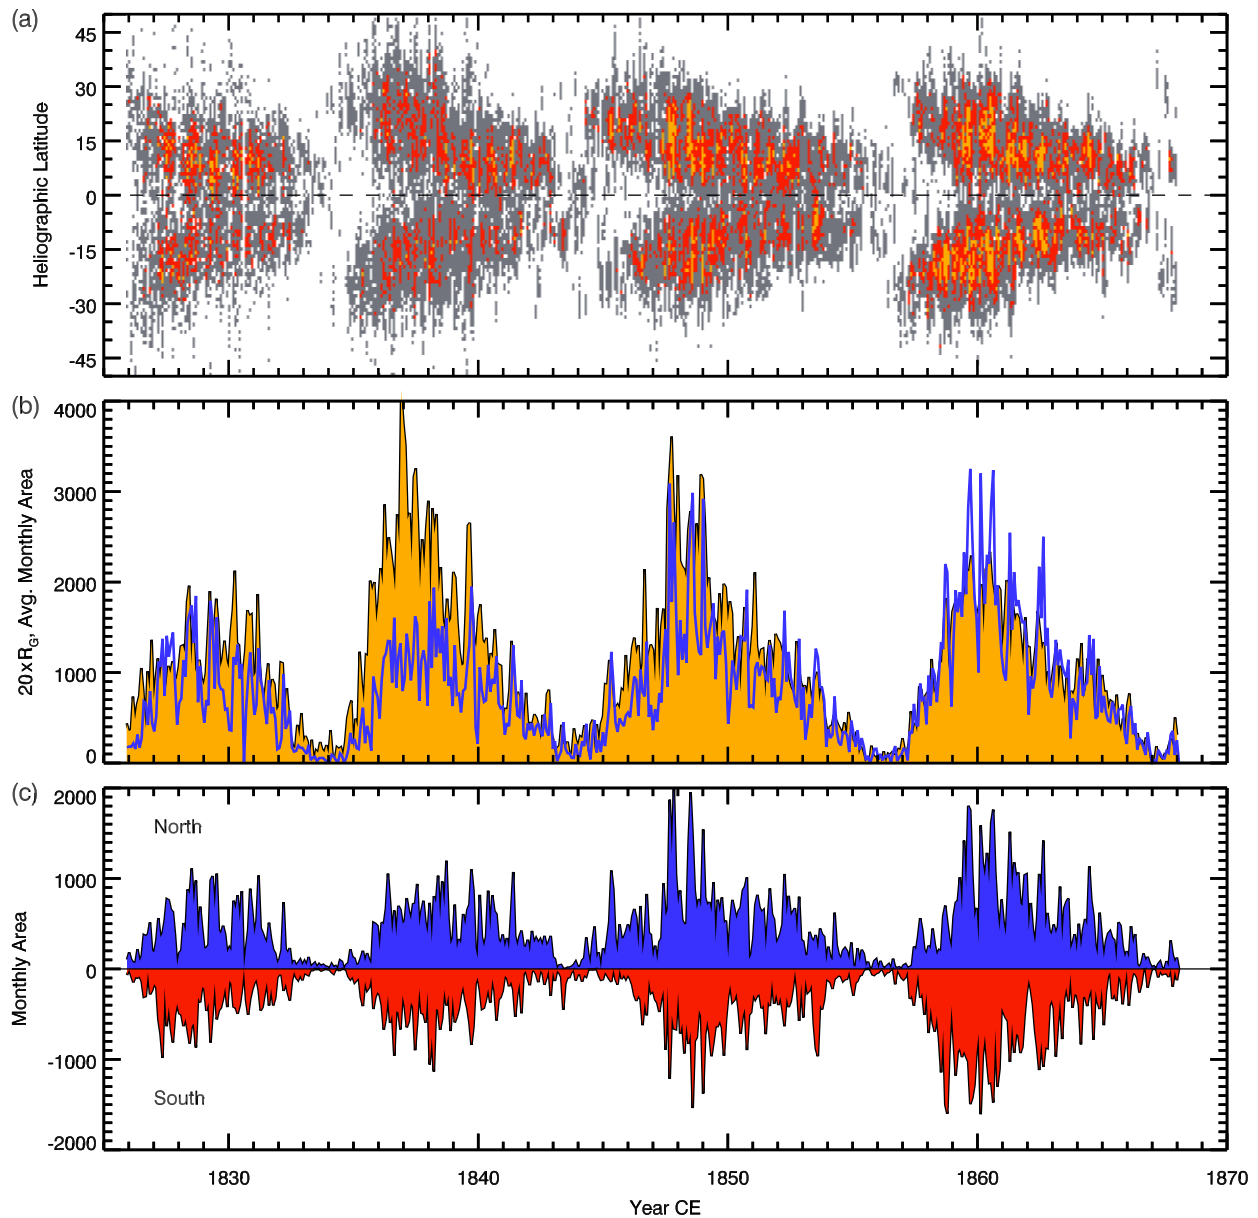 (a)
45
30
15
0
-15
-30
-45
Heliographic Latitude
(b)
4000
3000
2000
1000
0
20xR_G, Avg. Monthly Area
(c)
2000
1000
0
-1000
-2000
Monthly Area
North
South
1830 1840 1850 1860 1870
Year CE